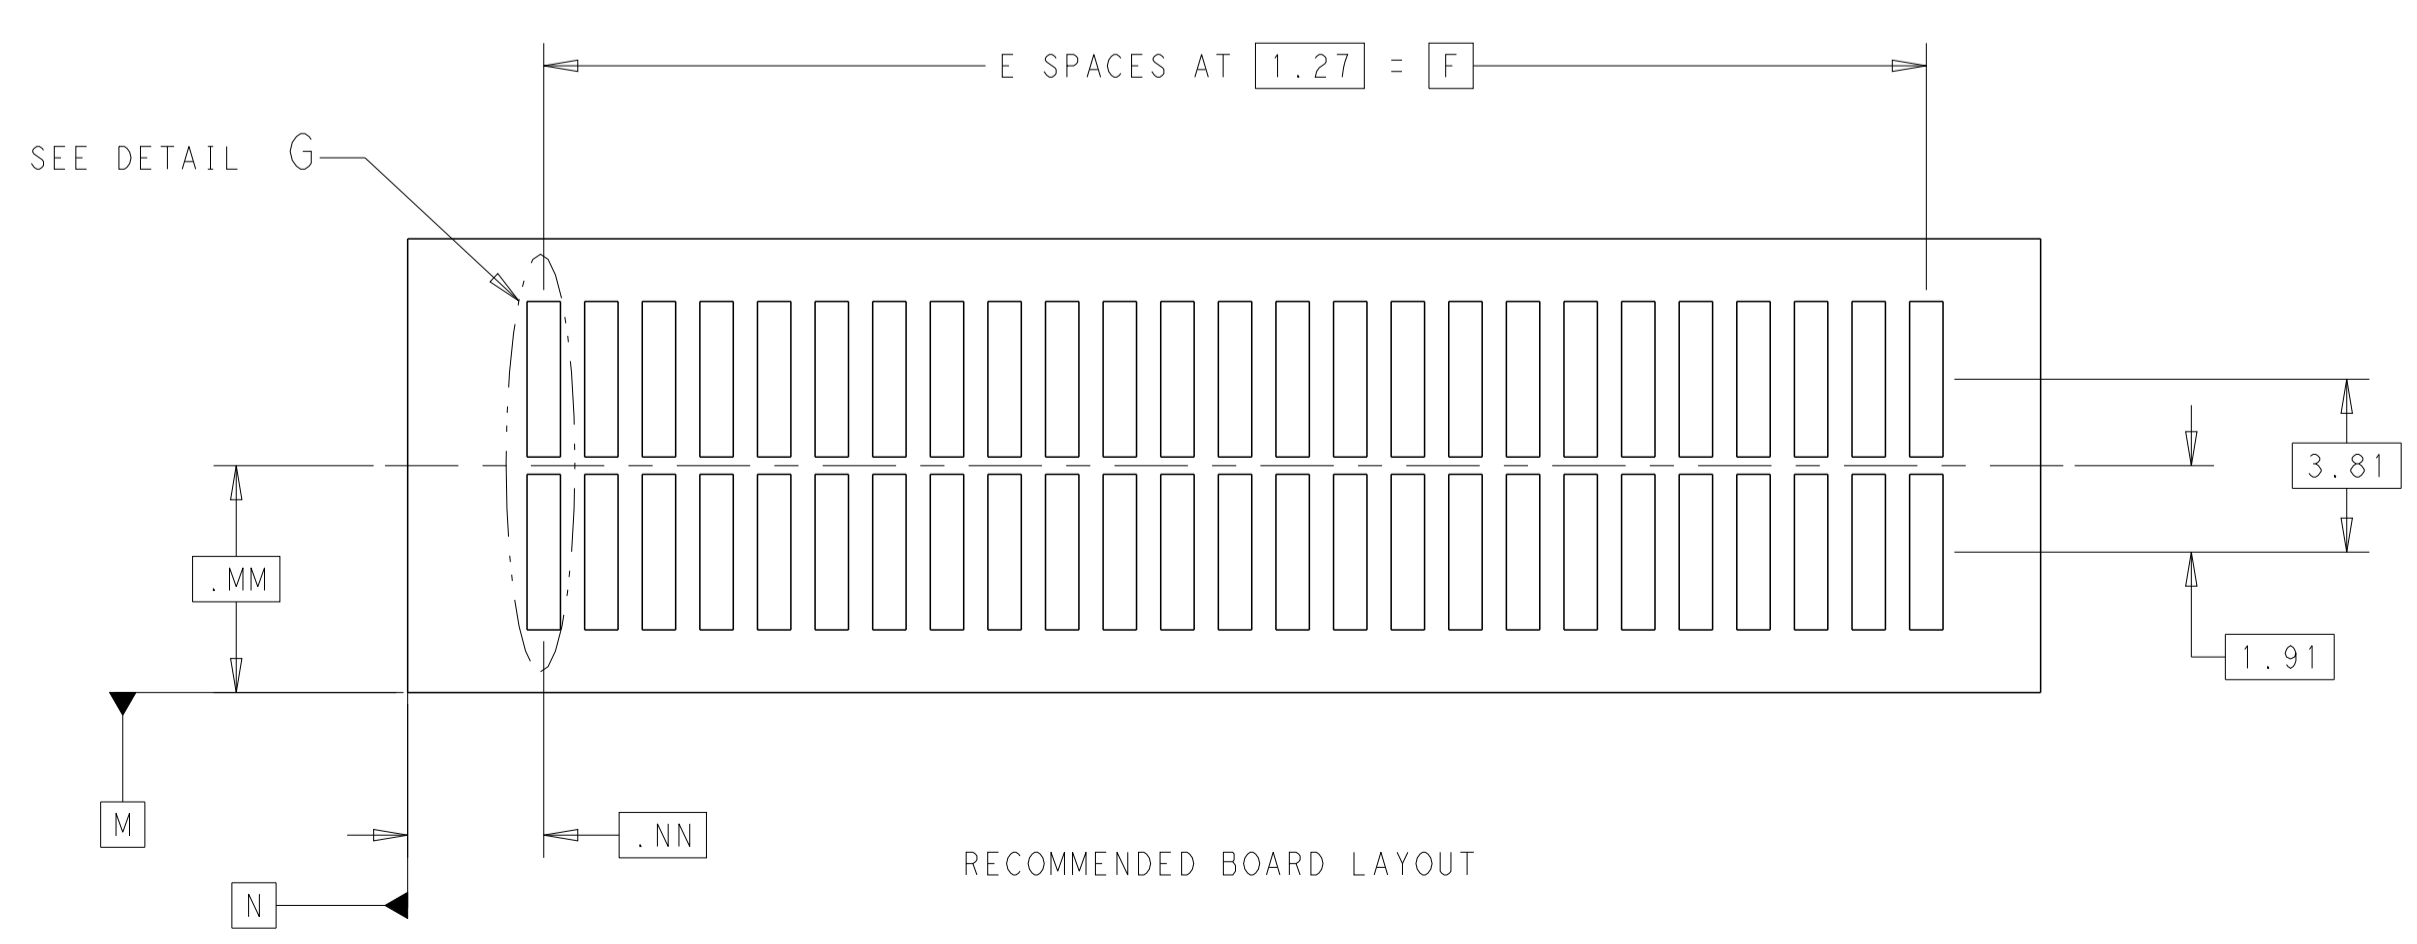 E SPACES AT 1.27 = F
SEE DETAIL G
3.81
.MM
1.91
M
.NN
RECOMMENDED BOARD LAYOUT
N